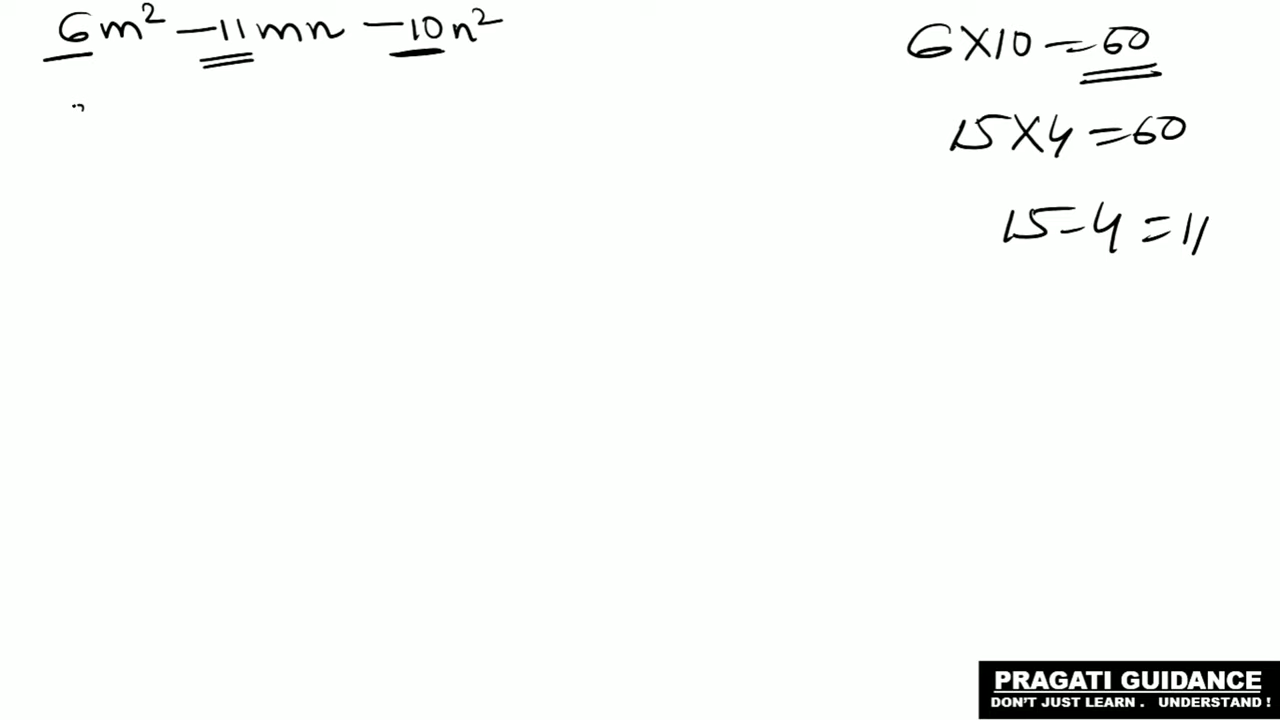 6m² -11mn -10n²
6X10 = 60
15X4 = 60
15-4 = 11
PRAGATI GUIDANCE
DON'T JUST LEARN . UNDERSTAND !